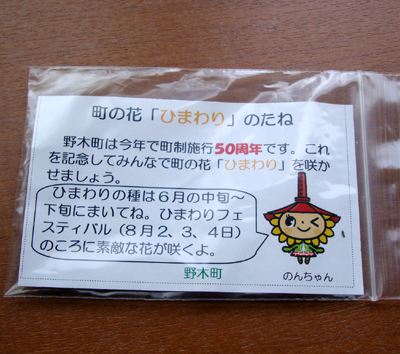 町の花「ひまわり」のたね
野木町は今年で町制施行50周年です。これ
を記念してみんなで町の花「ひまわり」を咲か
せましょう。
ひまわりの種は6月の中旬～
下旬にまいてね。ひまわりフェ
スティバル（8月2、3、4日）
のころに素敵な花が咲くよ。
野木町
のんちゃん